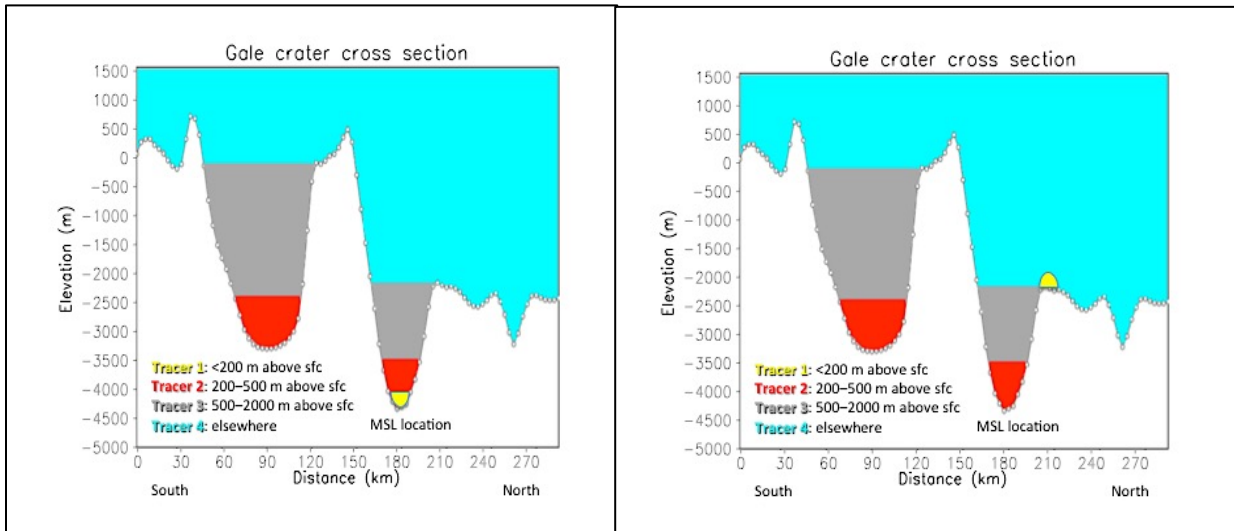 Gale crater cross section
1500
1000
500
0
−500
−1000
−1500
−2000
−2500
−3000
−3500
−4000
−4500
−5000
Elevation (m)
Tracer 1: <200 m above sfc
Tracer 2: 200–500 m above sfc
Tracer 3: 500–2000 m above sfc
Tracer 4: elsewhere
MSL location
0 30 60 90 120 150 180 210 240 270
Distance (km)
South
North
Gale crater cross section
1500
1000
500
0
−500
−1000
−1500
−2000
−2500
−3000
−3500
−4000
−4500
−5000
Elevation (m)
Tracer 1: <200 m above sfc
Tracer 2: 200–500 m above sfc
Tracer 3: 500–2000 m above sfc
Tracer 4: elsewhere
MSL location
0 30 60 90 120 150 180 210 240 270
Distance (km)
South
North